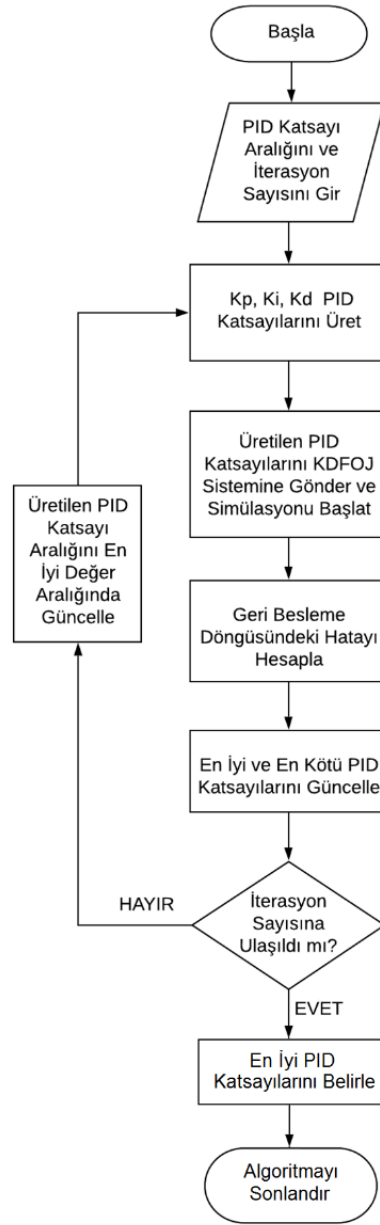 Başla
PID Katsayı
Aralığını ve
İterasyon
Sayısını Gir
Kp, Ki, Kd PID
Katsayılarını Üret
Üretilen PID
Katsayılarını KDFOJ
Sistemine Gönder ve
Simülasyonu Başlat
Üretilen PID
Katsayı
Aralığını En
İyi Değer
Aralığında
Güncelle
Geri Besleme
Döngüsündeki Hatayı
Hesapla
En İyi ve En Kötü PID
Katsayılarını Güncelle
HAYIR
İterasyon
Sayısına
Ulaşıldı mı?
EVET
En İyi PID
Katsayılarını Belirle
Algoritmayı
Sonlandır